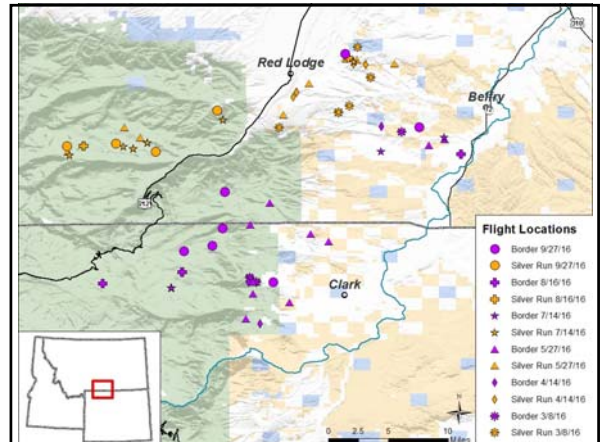 310
Red Lodge
Belfry
212
Clark
Flight Locations
Border 9/27/16
Silver Run 9/27/16
Border 8/16/16
Silver Run 8/16/16
Border 7/14/16
Silver Run 7/14/16
Border 5/27/16
Silver Run 5/27/16
Border 4/14/16
Silver Run 4/14/16
Border 3/8/16
Silver Run 3/8/16
0 2.5 5 10
Miles